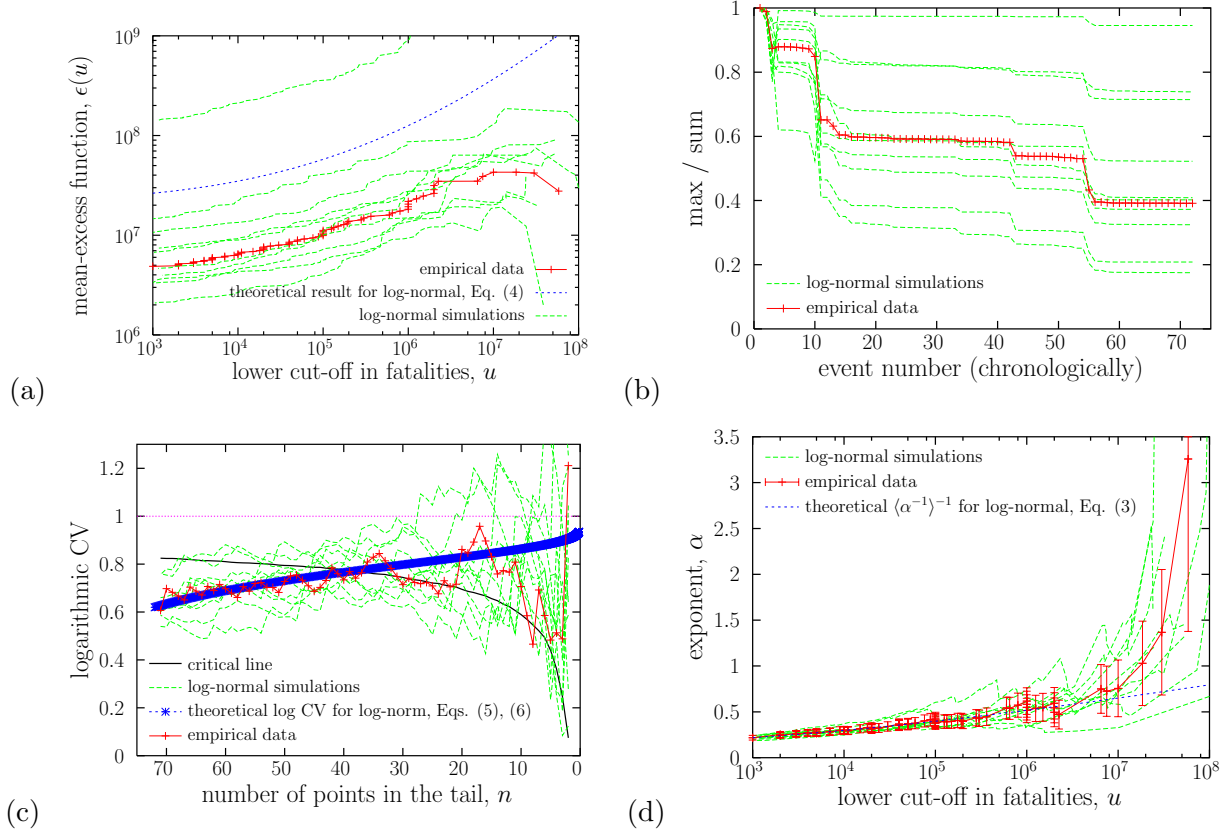 10^9
10^8
10^7
10^6
mean-excess function, ϵ(u)
empirical data
theoretical result for log-normal, Eq. (4)
log-normal simulations
10^3 10^4 10^5 10^6 10^7 10^8
lower cut-off in fatalities, u
(a)
1
0.8
0.6
0.4
0.2
0
max / sum
log-normal simulations
empirical data
0 10 20 30 40 50 60 70
event number (chronologically)
(b)
1.2
1
0.8
0.6
0.4
0.2
0
logarithmic CV
critical line
log-normal simulations
theoretical log CV for log-norm, Eqs. (5), (6)
empirical data
70 60 50 40 30 20 10 0
number of points in the tail, n
(c)
3.5
3
2.5
2
1.5
1
0.5
0
exponent, α
log-normal simulations
empirical data
theoretical ⟨α^−1⟩^−1 for log-normal, Eq. (3)
10^3 10^4 10^5 10^6 10^7 10^8
lower cut-off in fatalities, u
(d)